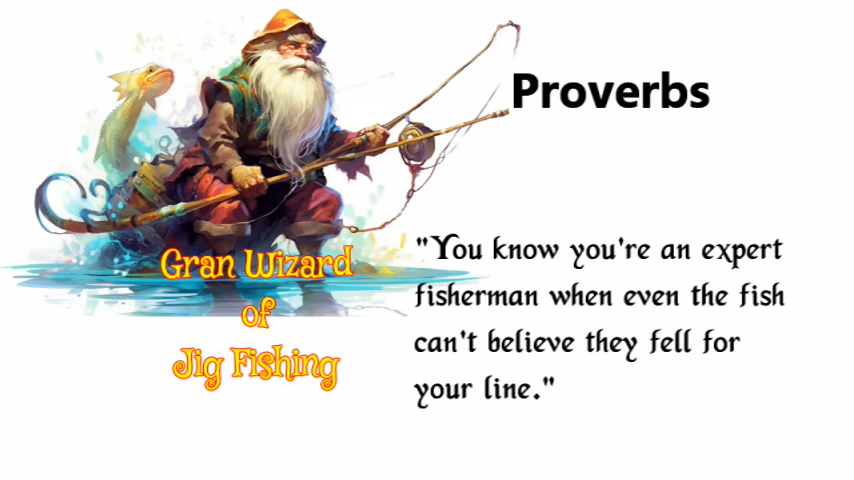 Proverbs
Gran Wizard
of
Jig Fishing
"You know you're an expert
fisherman when even the fish
can't believe they fell for
your line."